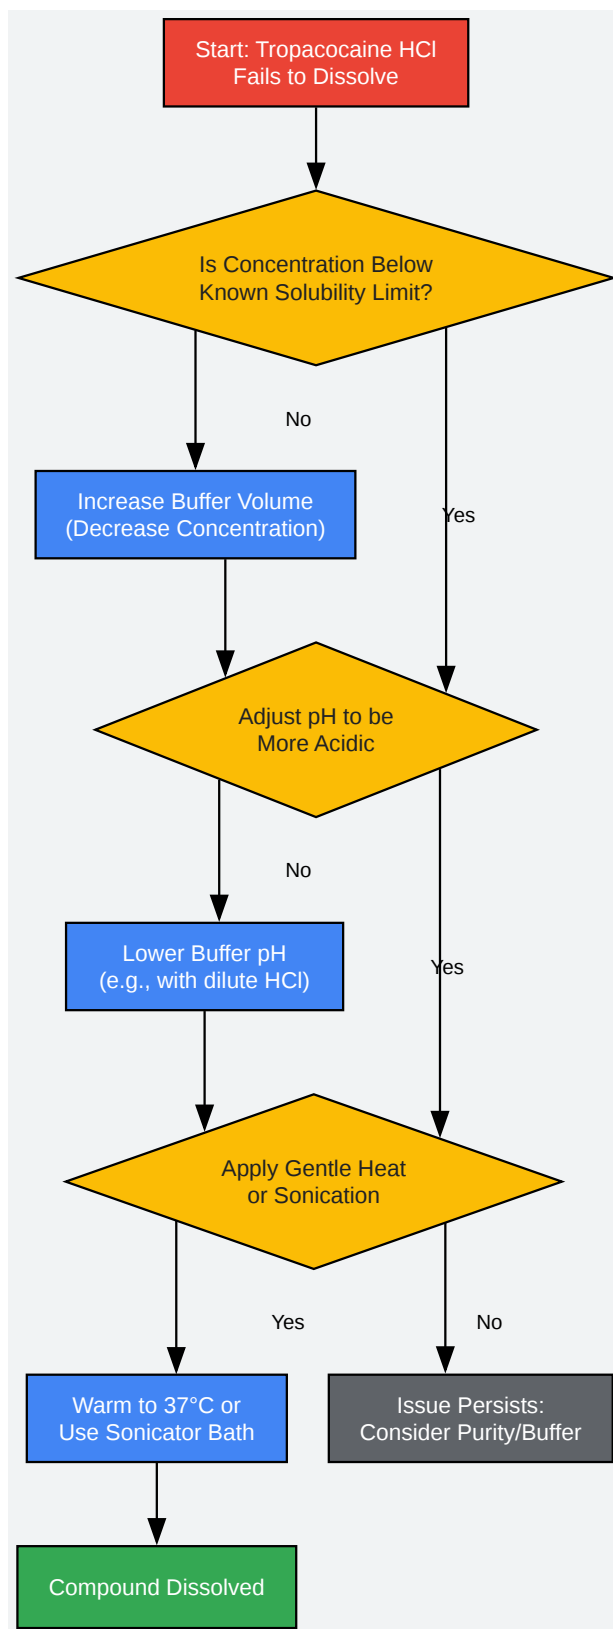 Start: Tropacocaine HCl
Fails to Dissolve
Is Concentration Below
Known Solubility Limit?
No
Increase Buffer Volume
(Decrease Concentration)
Yes
Adjust pH to be
More Acidic
No
Lower Buffer pH
(e.g., with dilute HCl)
Yes
Apply Gentle Heat
or Sonication
Yes
No
Warm to 37°C or
Use Sonicator Bath
Issue Persists:
Consider Purity/Buffer
Compound Dissolved